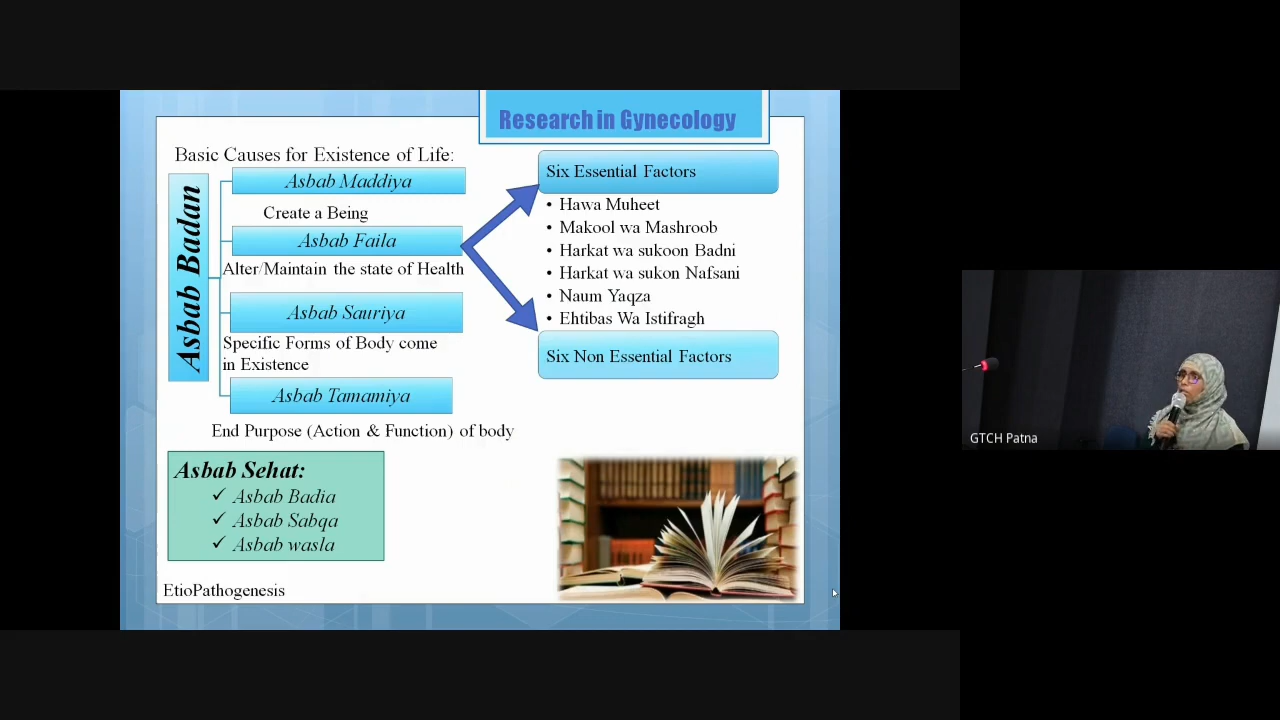 Research in Gynecology
Basic Causes for Existence of Life:
Asbab Badan
Asbab Maddiya
Create a Being
Asbab Faila
Alter/Maintain the state of Health
Asbab Sauriya
Specific Forms of Body come
in Existence
Asbab Tamamiya
End Purpose (Action & Function) of body
Six Essential Factors
• Hawa Muheet
• Makool wa Mashroob
• Harkat wa sukoon Badni
• Harkat wa sukon Nafsani
• Naum Yaqza
• Ehtibas Wa Istifragh
Six Non Essential Factors
Asbab Sehat:
✓ Asbab Badia
✓ Asbab Sabqa
✓ Asbab wasla
EtioPathogenesis
GTCH Patna